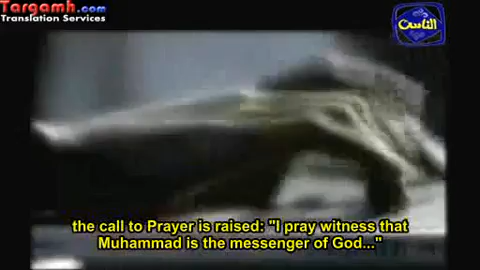 Targamh.com
Translation Services
الناس
the call to Prayer is raised: "I pray witness that
Muhammad is the messenger of God..."